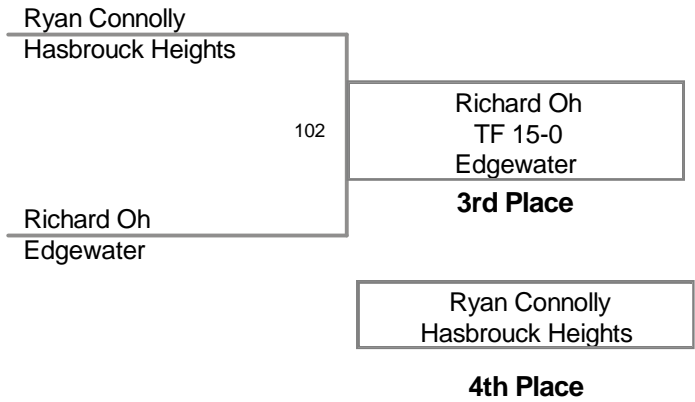 Ryan Connolly
Hasbrouck Heights
102
Richard Oh
TF 15-0
Edgewater
3rd Place
Richard Oh
Edgewater
Ryan Connolly
Hasbrouck Heights
4th Place